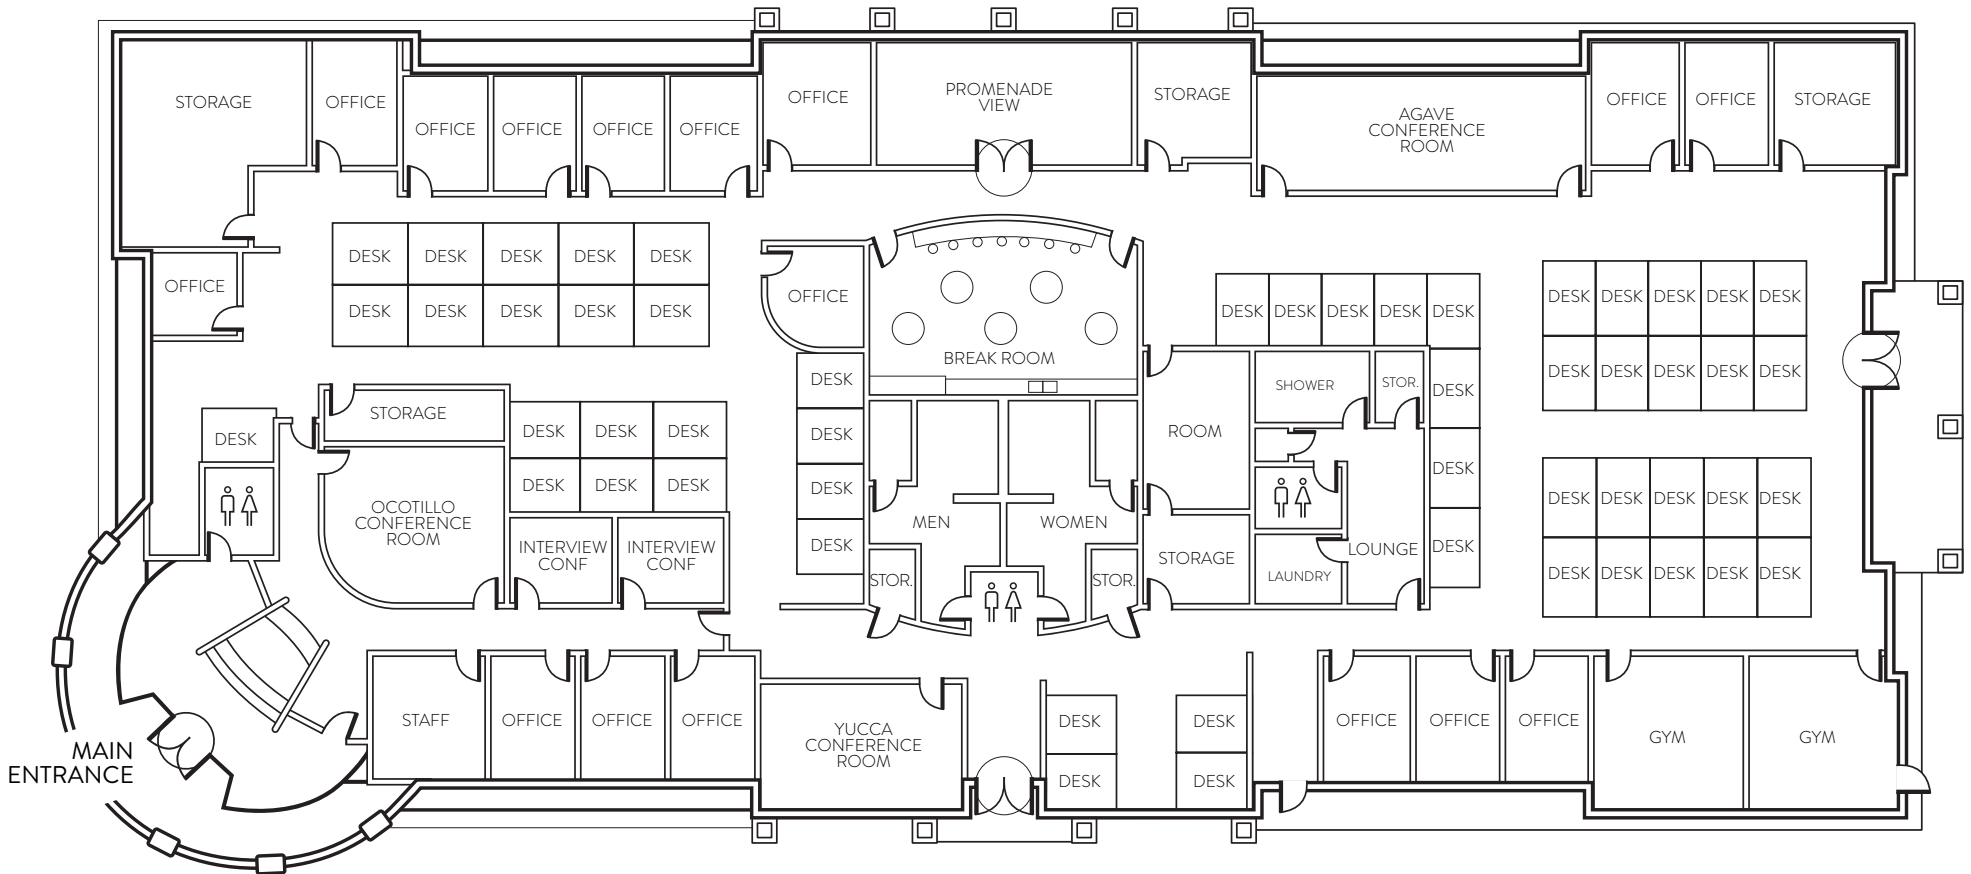 STORAGE
OFFICE
OFFICE
OFFICE
OFFICE
OFFICE
OFFICE
PROMENADE
VIEW
STORAGE
AGAVE
CONFERENCE
ROOM
OFFICE
OFFICE
STORAGE
OFFICE
DESK DESK DESK DESK DESK
DESK DESK DESK DESK DESK
OFFICE
BREAK ROOM
DESK DESK DESK DESK DESK
DESK
DESK
DESK
DESK DESK DESK DESK DESK
DESK DESK DESK DESK DESK
DESK
STORAGE
OCOTILLO
CONFERENCE
ROOM
DESK DESK DESK
DESK DESK DESK
INTERVIEW
CONF
INTERVIEW
CONF
DESK
DESK
DESK
DESK
MEN
WOMEN
STOR.
STOR.
ROOM
STORAGE
SHOWER
STOR.
LOUNGE
LAUNDRY
DESK DESK DESK DESK DESK
DESK DESK DESK DESK DESK
MAIN
ENTRANCE
STAFF
OFFICE
OFFICE
OFFICE
YUCCA
CONFERENCE
ROOM
DESK
DESK
DESK
DESK
OFFICE
OFFICE
OFFICE
GYM
GYM